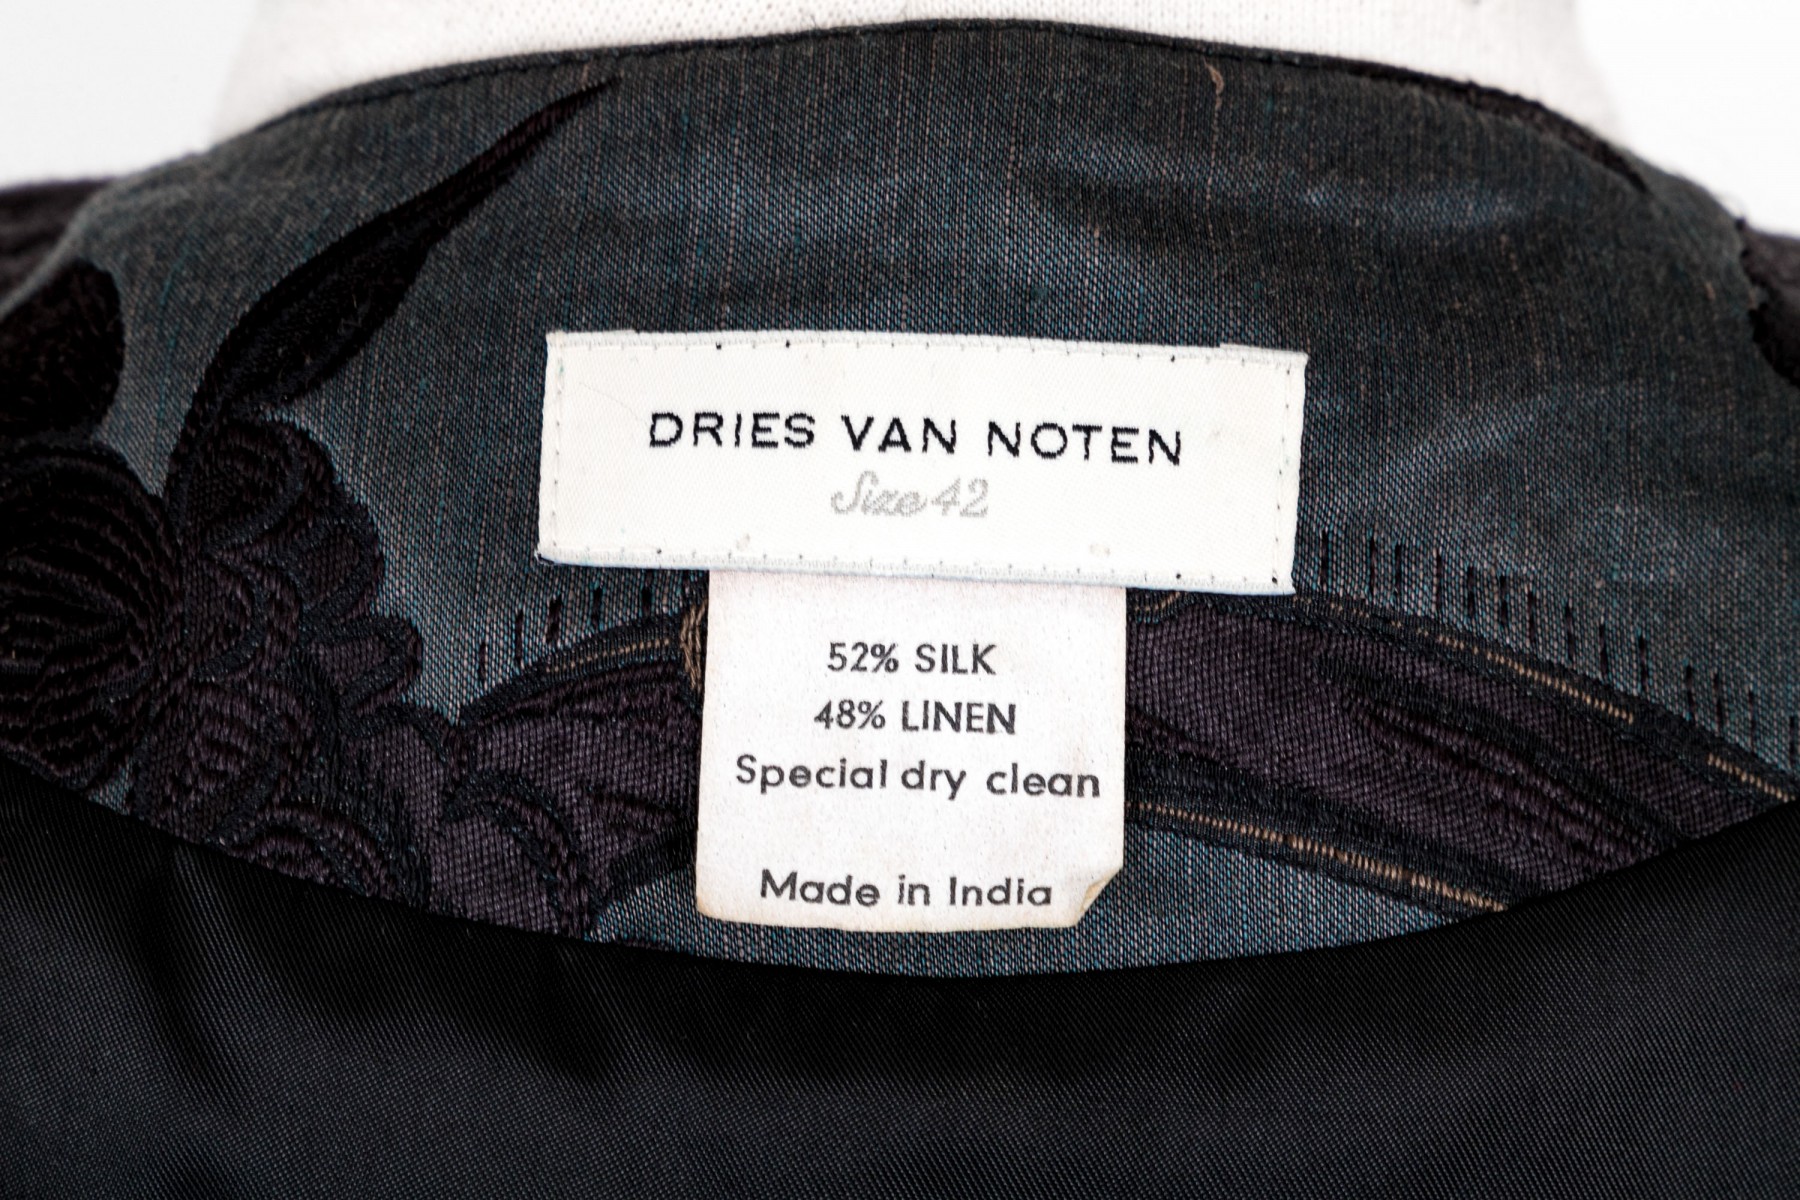 DRIES VAN NOTEN
Size 42
52% SILK
48% LINEN
Special dry clean
Made in India